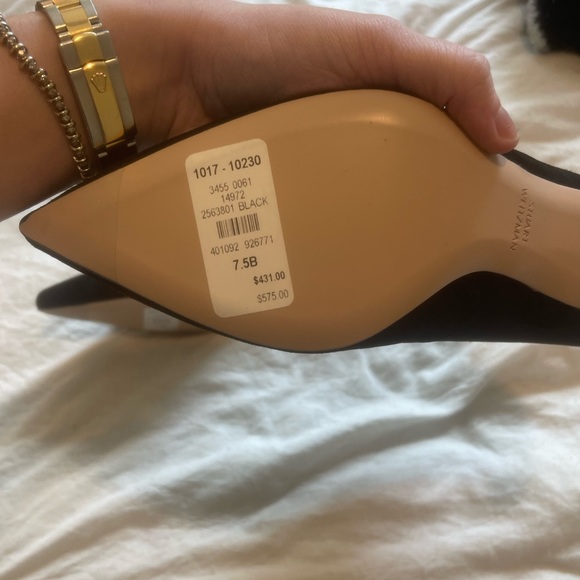 1017 - 10230
3455 0061
14972
2563801 BLACK
401092 926771
7.5B
$431.00
$575.00
STUART
WEITZMAN